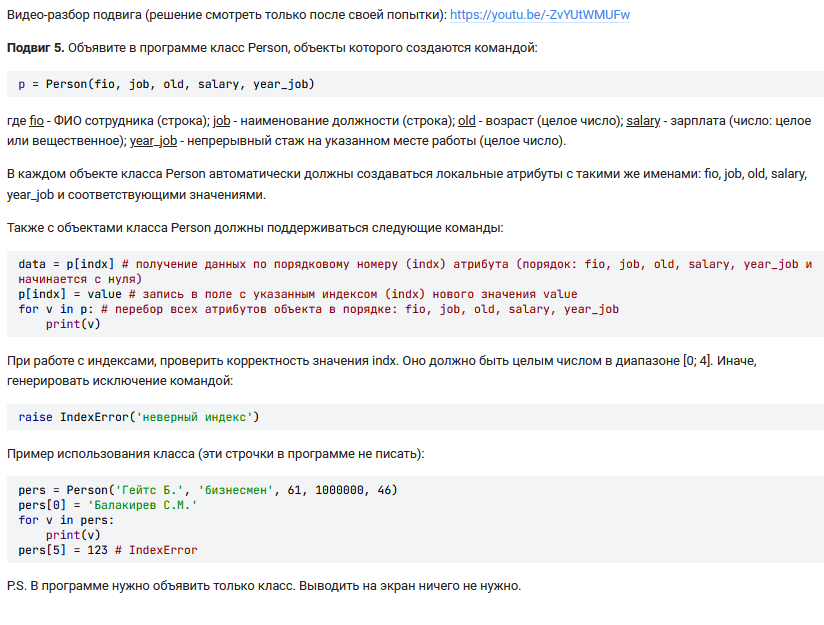 Видео-разбор подвига (решение смотреть только после своей попытки): https://youtu.be/-ZvYUtWMUFw
Подвиг 5. Объявите в программе класс Person, объекты которого создаются командой:
p = Person(fio, job, old, salary, year_job)
где fio - ФИО сотрудника (строка); job - наименование должности (строка); old - возраст (целое число); salary - зарплата (число: целое
или вещественное); year_job - непрерывный стаж на указанном месте работы (целое число).
В каждом объекте класса Person автоматически должны создаваться локальные атрибуты с такими же именами: fio, job, old, salary,
year_job и соответствующими значениями.
Также с объектами класса Person должны поддерживаться следующие команды:
data = p[indx] # получение данных по порядковому номеру (indx) атрибута (порядок: fio, job, old, salary, year_job и
начинается с нуля)
p[indx] = value # запись в поле с указанным индексом (indx) нового значения value
for v in p: # перебор всех атрибутов объекта в порядке: fio, job, old, salary, year_job
    print(v)
При работе с индексами, проверить корректность значения indx. Оно должно быть целым числом в диапазоне [0; 4]. Иначе,
генерировать исключение командой:
raise IndexError('неверный индекс')
Пример использования класса (эти строчки в программе не писать):
pers = Person('Гейтс Б.', 'бизнесмен', 61, 1000000, 46)
pers[0] = 'Балакирев С.М.'
for v in pers:
    print(v)
pers[5] = 123 # IndexError
P.S. В программе нужно объявить только класс. Выводить на экран ничего не нужно.